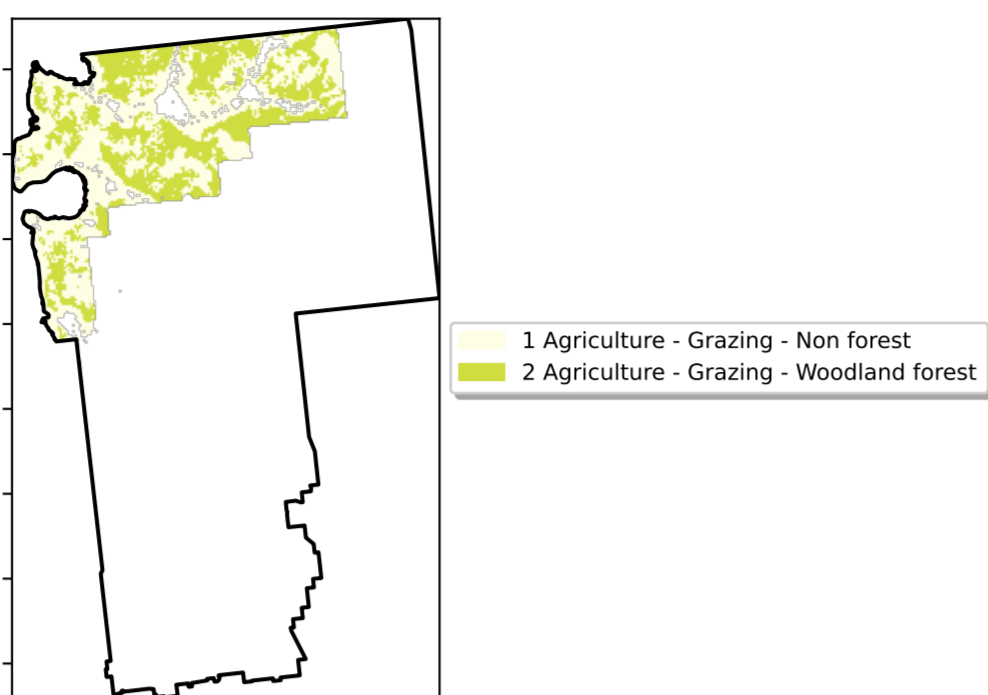 1 Agriculture - Grazing - Non forest
2 Agriculture - Grazing - Woodland forest